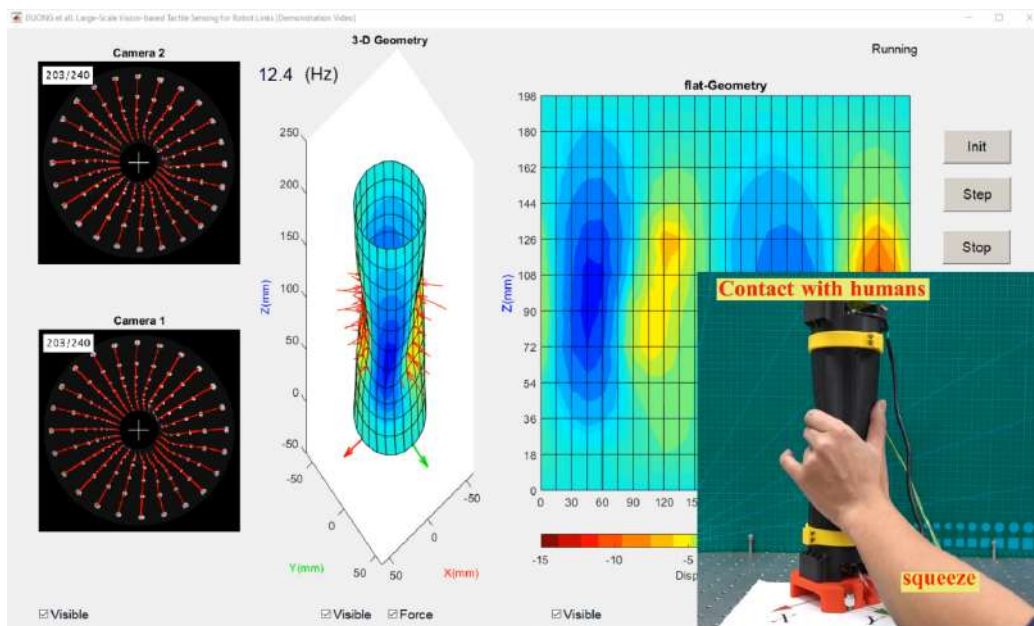 DUONG et al. Large-Scale Vision-based Tactile Sensing for Robot Links [Demonstration Video]
Camera 2
203/240
12.4 (Hz)
3-D Geometry
250
200
150
100
50
0
-50
Z(mm)
-50
0
50
Y(mm)
50
0
-50
X(mm)
Running
flat-Geometry
198
180
162
144
126
108
90
72
54
36
18
0
Z(mm)
0 30 60 90 120
-15 -10 -5
Init
Step
Stop
Camera 1
203/240
Contact with humans
squeeze
Visible
Visible
Force
Visible